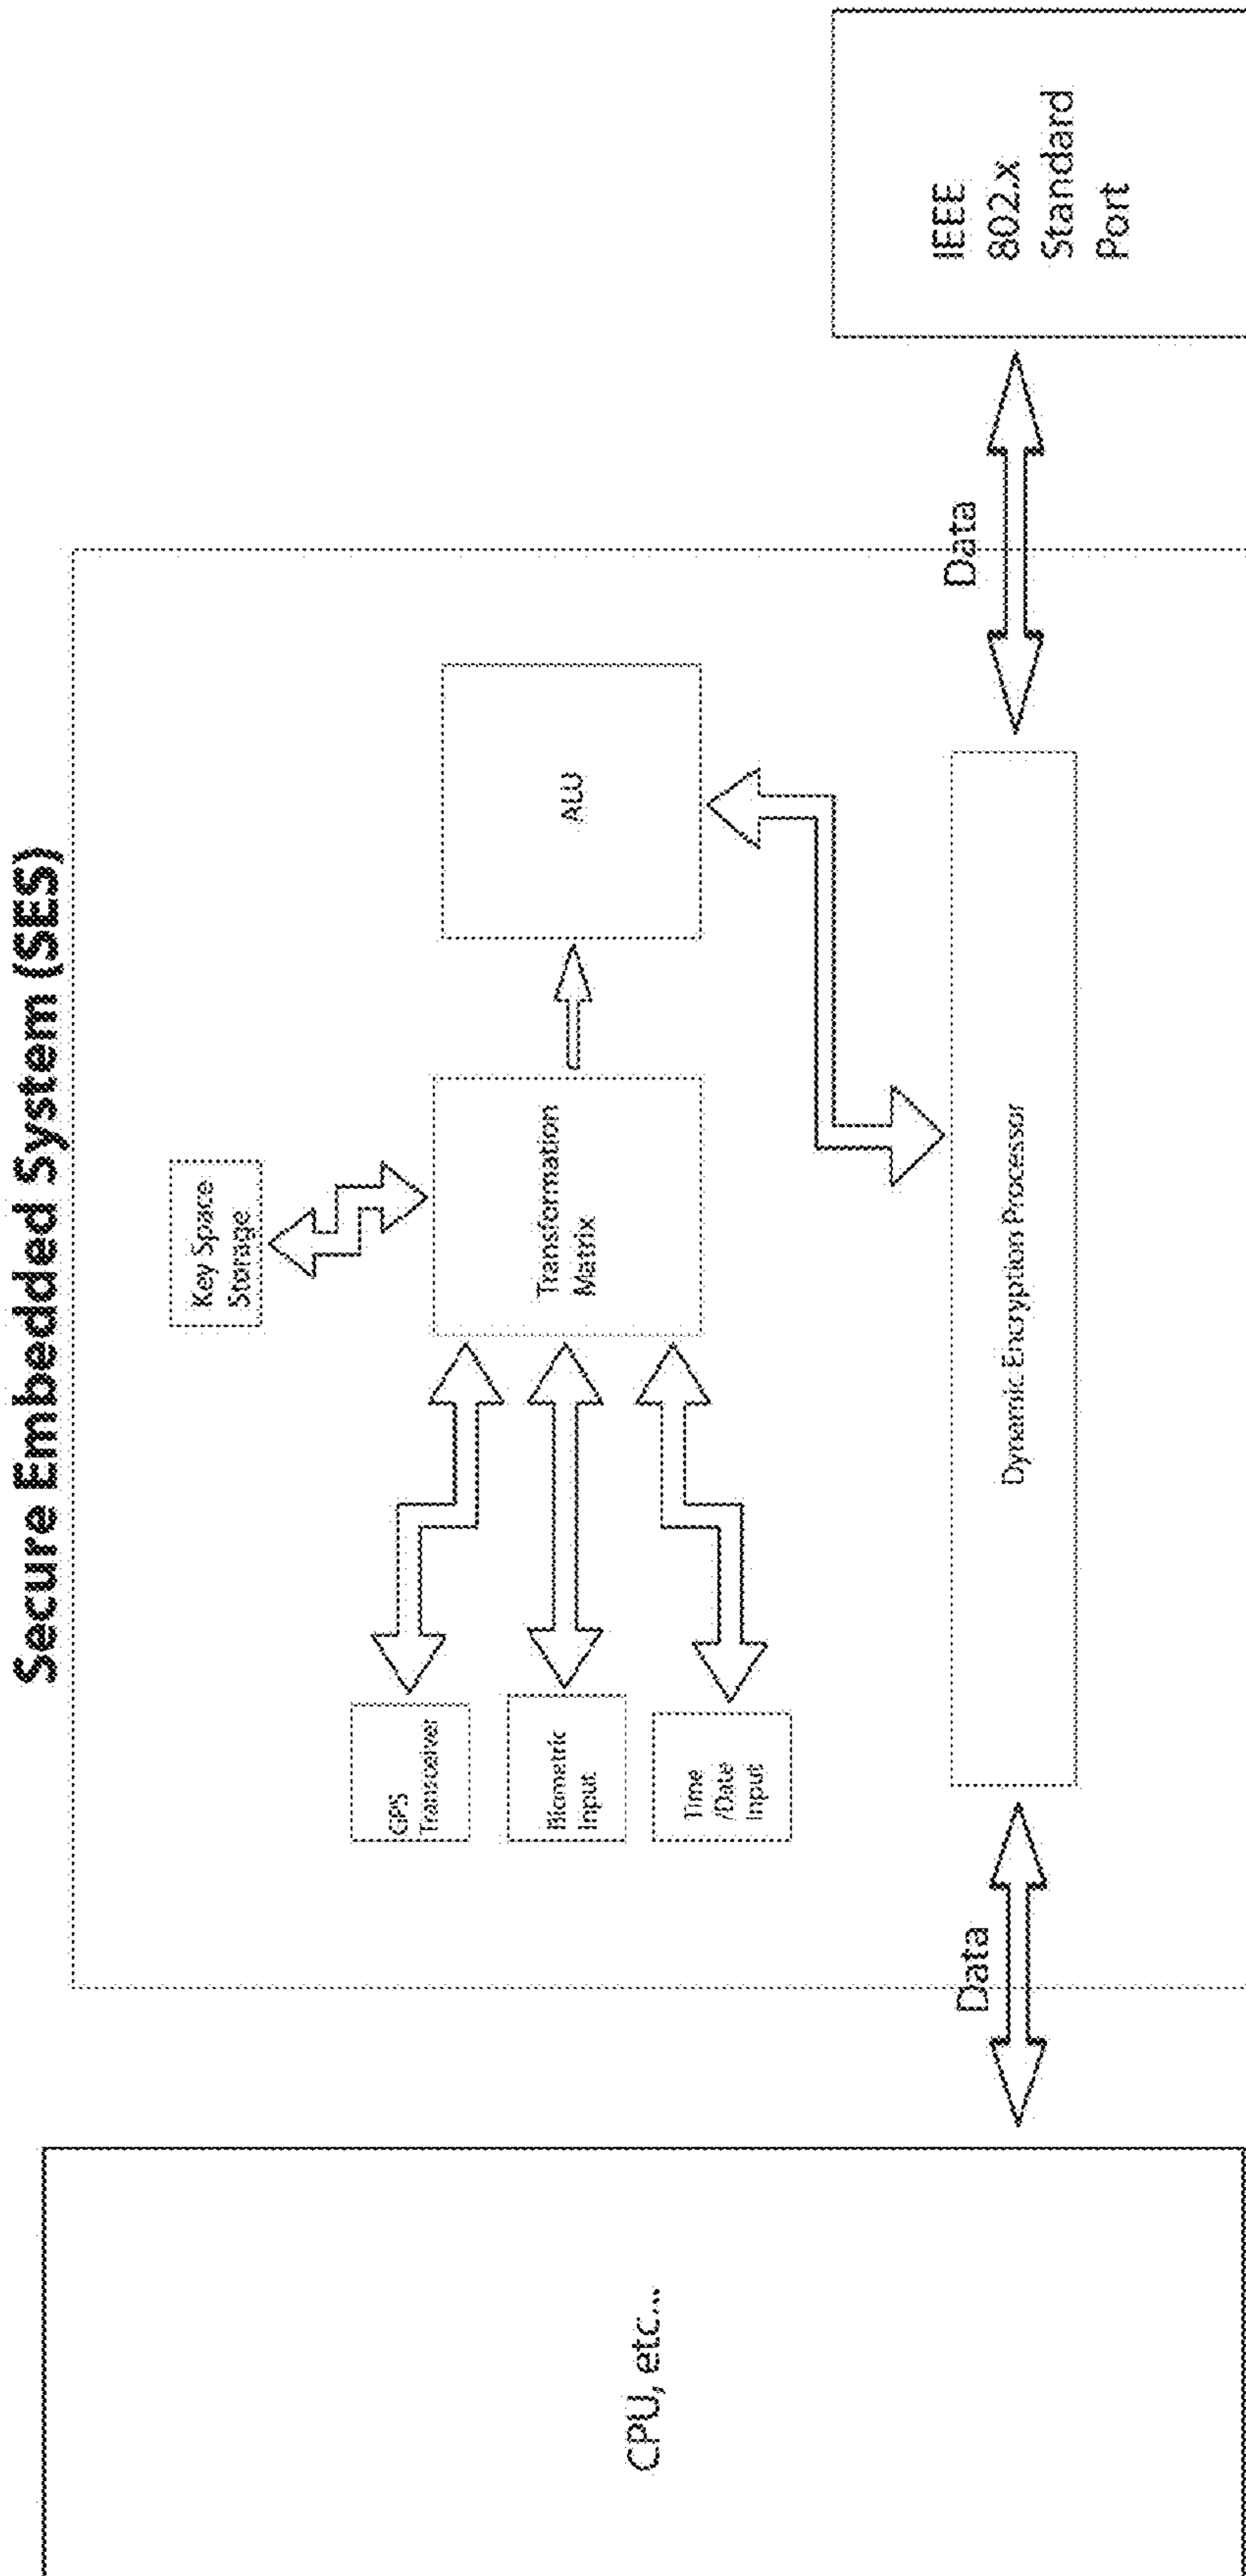 Secure Embedded System (SES)
Key Space
Storage
GPS
Transceiver
Biometric
Input
Time
/Date
Input
Transformation
Matrix
ALU
CPU, etc...
Data
Dynamic Encryption Processor
Data
IEEE
802.x
Standard
Port